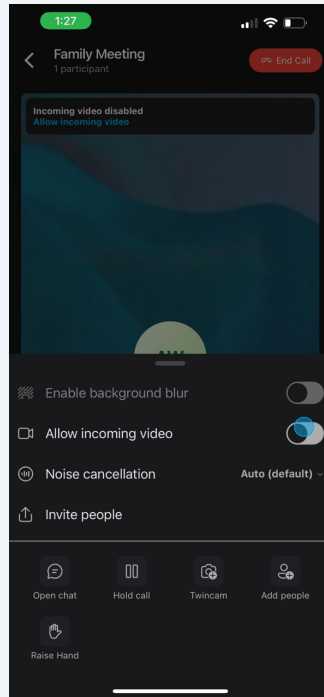 1:27
Family Meeting
1 participant
End Call
Incoming video disabled
Allow incoming video
AW
Enable background blur
Allow incoming video
Noise cancellation
Auto (default)
Invite people
Open chat
Hold call
Twincam
Add people
Raise Hand